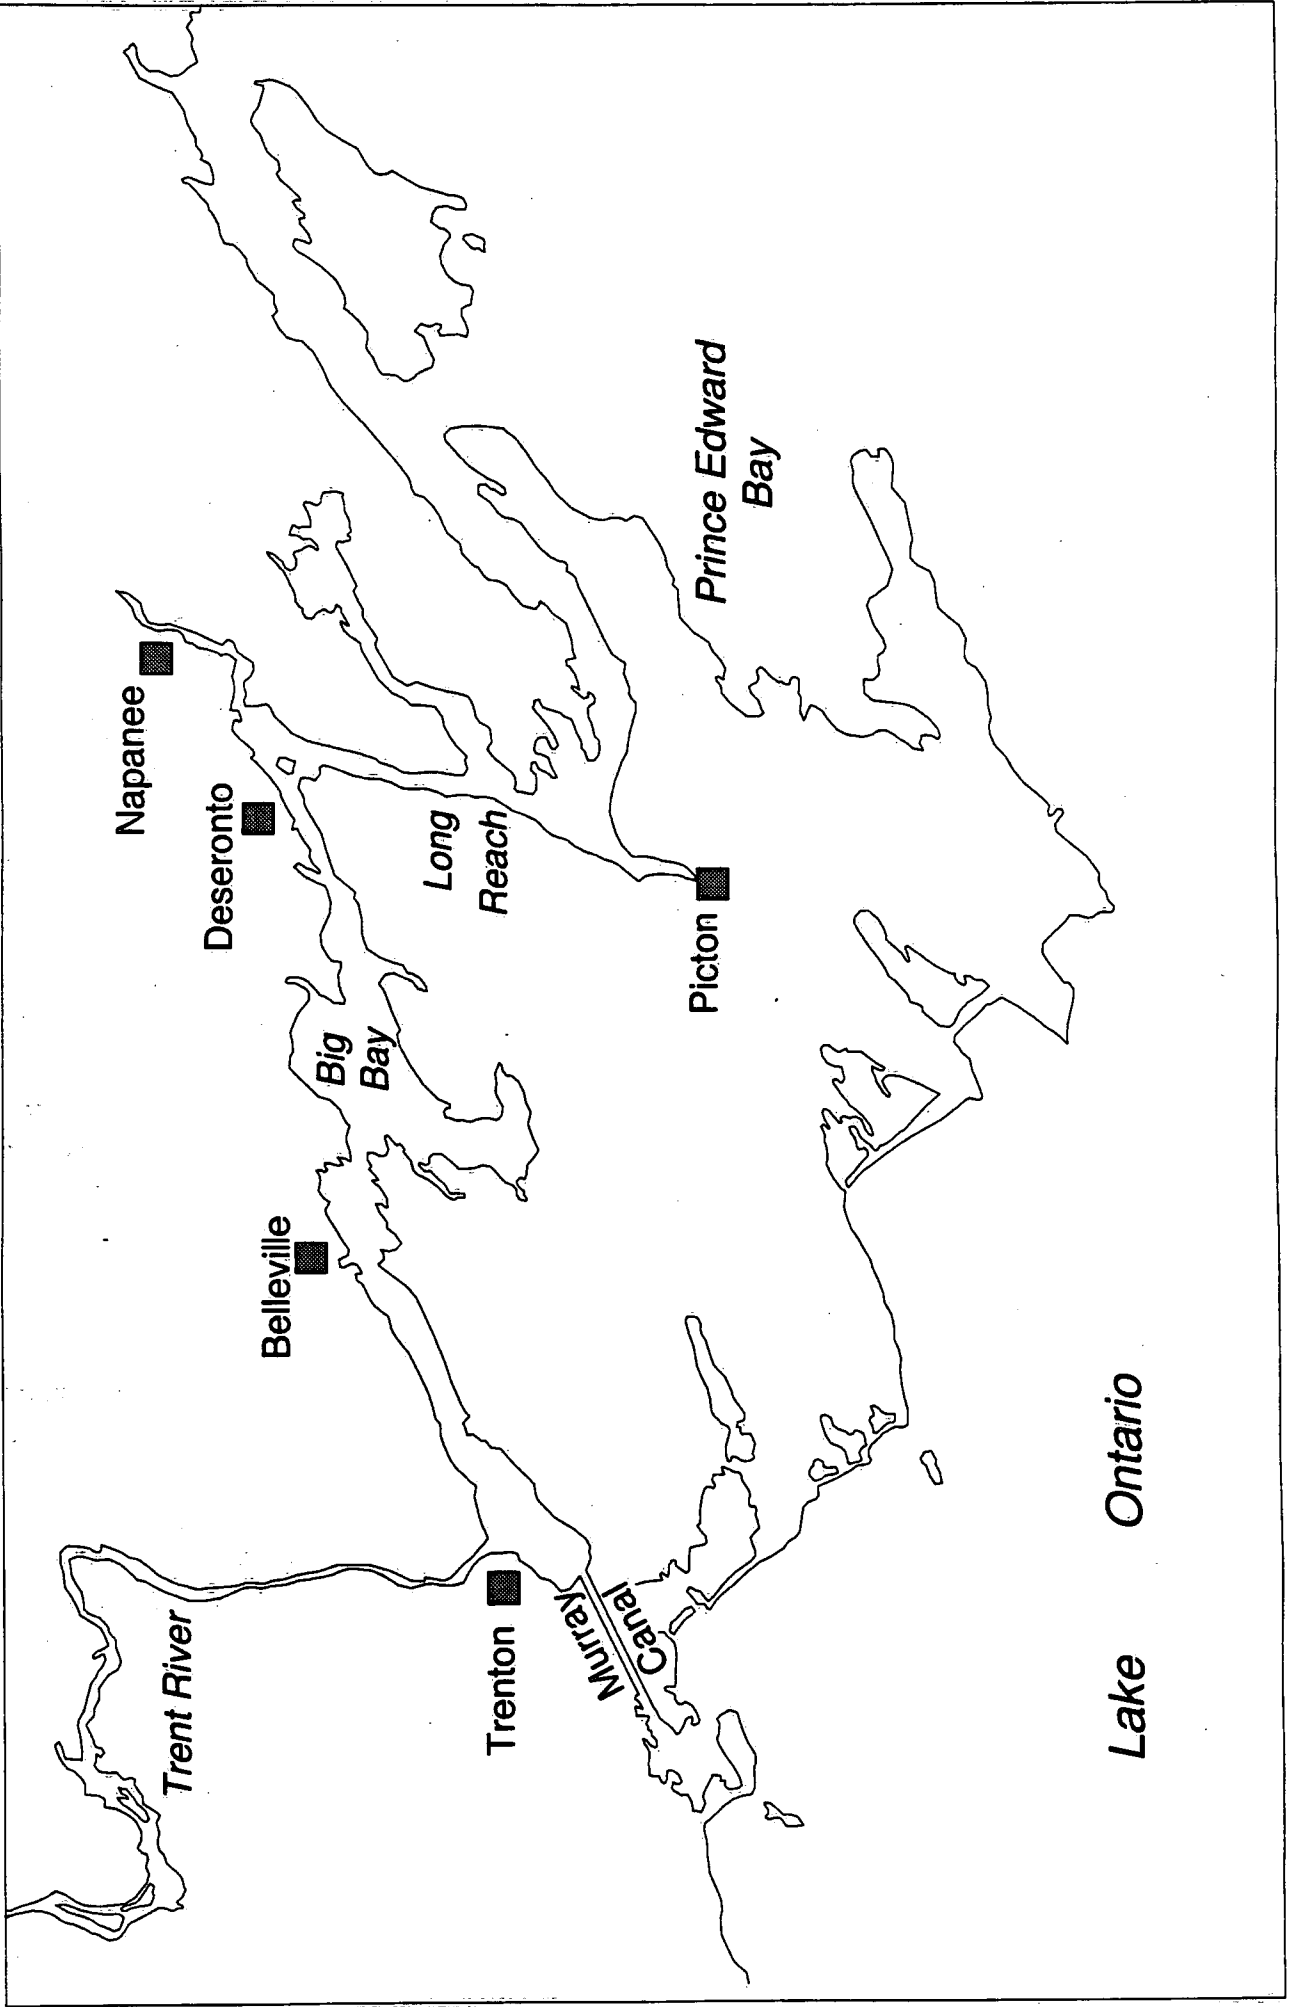 Trent River
Napanee
Deseronto
Belleville
Big
Bay
Long
Reach
Trenton
Murray
Canal
Picton
Prince Edward
Bay
Lake Ontario